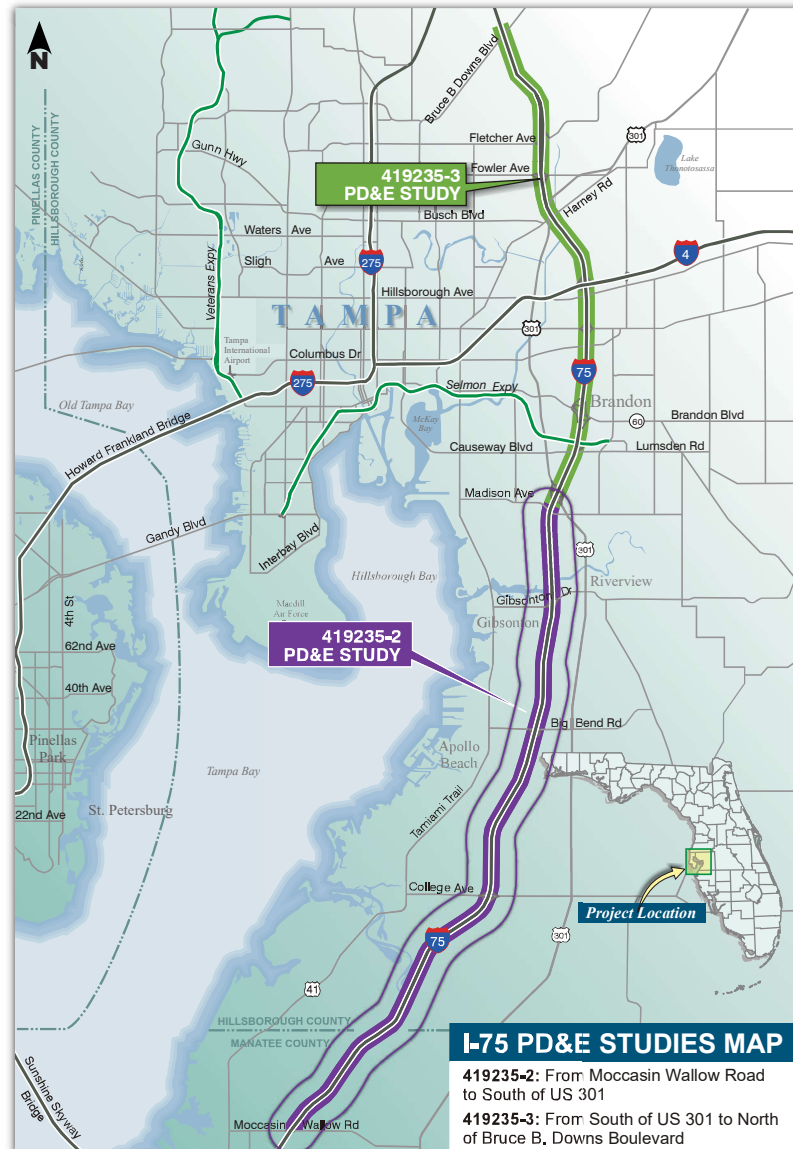 N
Bruce B Downs Blvd
Fletcher Ave
301
Lake
Thonotosassa
Gunn Hwy
419235-3
PD&E STUDY
Fowler Ave
Harney Rd
Busch Blvd
PINELLAS COUNTY
HILLSBOROUGH COUNTY
Waters Ave
Sligh Ave
275
4
Veterans Expy
Hillsborough Ave
TAMPA
301
Tampa
International
Airport
Columbus Dr
275
75
Selmon Expy
Brandon
Old Tampa Bay
McKay
Bay
60
Brandon Blvd
Howard Frankland Bridge
Causeway Blvd
Lumsden Rd
Madison Ave
Gandy Blvd
Interbay Blvd
301
Hillsborough Bay
Riverview
4th St
Macdill
Air Force
Gibsonton Dr
Gibsonton
62nd Ave
419235-2
PD&E STUDY
40th Ave
Big Bend Rd
Pinellas
Park
Apollo
Beach
Tampa Bay
St. Petersburg
22nd Ave
Tamiami Trail
College Ave
Project Location
75
301
41
HILLSBOROUGH COUNTY
MANATEE COUNTY
Sunshine Skyway
Bridge
Moccasin Wallow Rd
I-75 PD&E STUDIES MAP
419235-2: From Moccasin Wallow Road
to South of US 301
419235-3: From South of US 301 to North
of Bruce B. Downs Boulevard